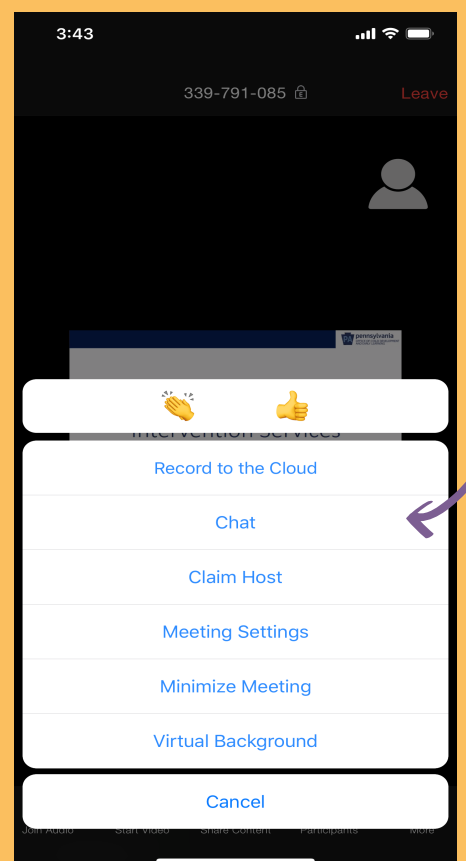 3:43
339-791-085
Leave
pennsylvania
Intervention Services
Record to the Cloud
Chat
Claim Host
Meeting Settings
Minimize Meeting
Virtual Background
Cancel
Join Audio Start Video Share Content Participants More